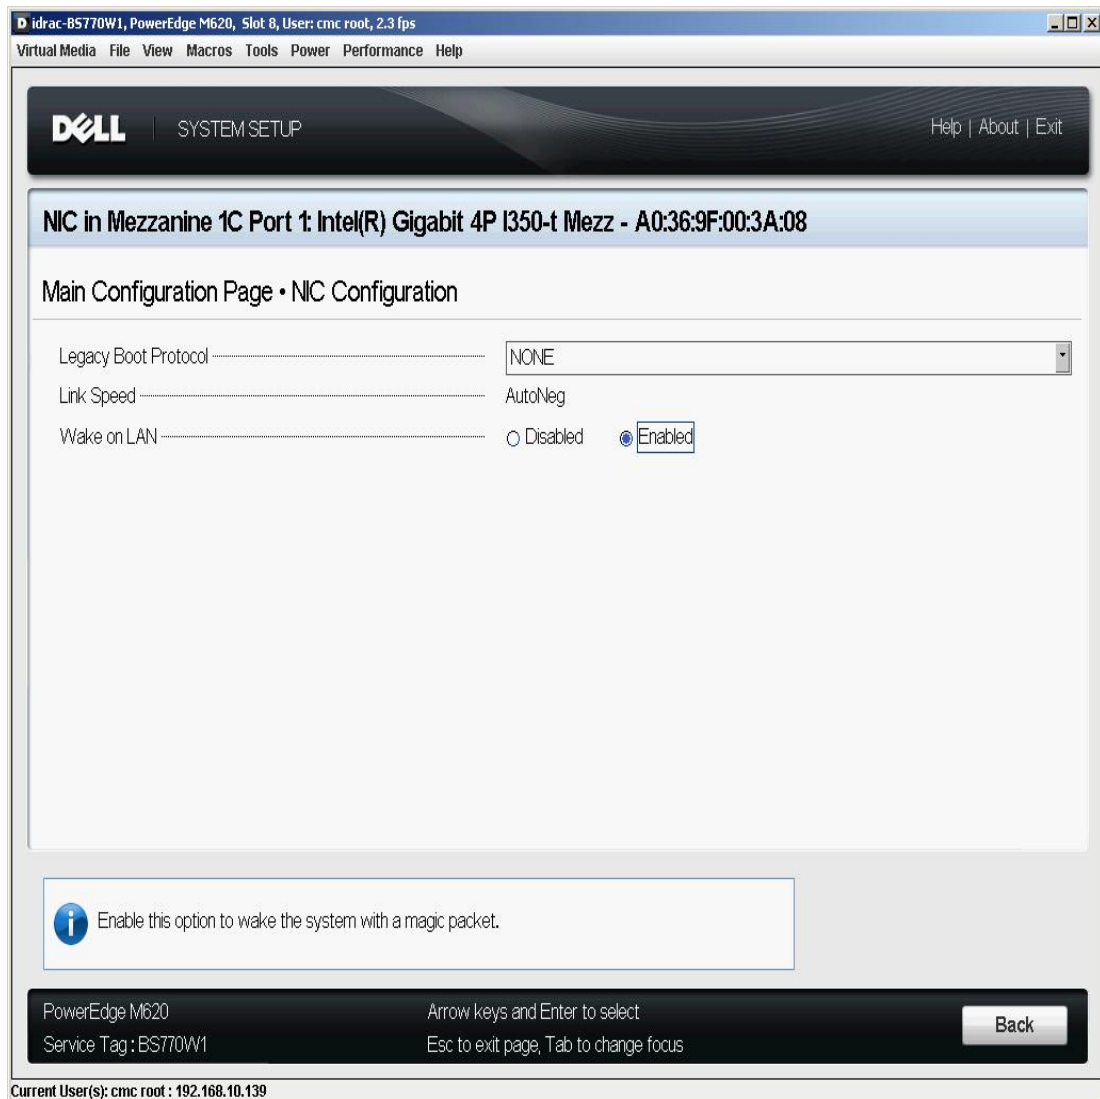 idrac-BS770W1, PowerEdge M620, Slot 8, User: cmc root, 2.3 fps
Virtual Media File View Macros Tools Power Performance Help
DELL SYSTEM SETUP Help | About | Exit
NIC in Mezzanine 1C Port 1: Intel(R) Gigabit 4P I350-t Mezz - A0:36:9F:00:3A:08
Main Configuration Page • NIC Configuration
Legacy Boot Protocol NONE
Link Speed AutoNeg
Wake on LAN Disabled Enabled
Enable this option to wake the system with a magic packet.
PowerEdge M620 Arrow keys and Enter to select
Service Tag : BS770W1 Esc to exit page, Tab to change focus
Back
Current User(s): cmc root : 192.168.10.139